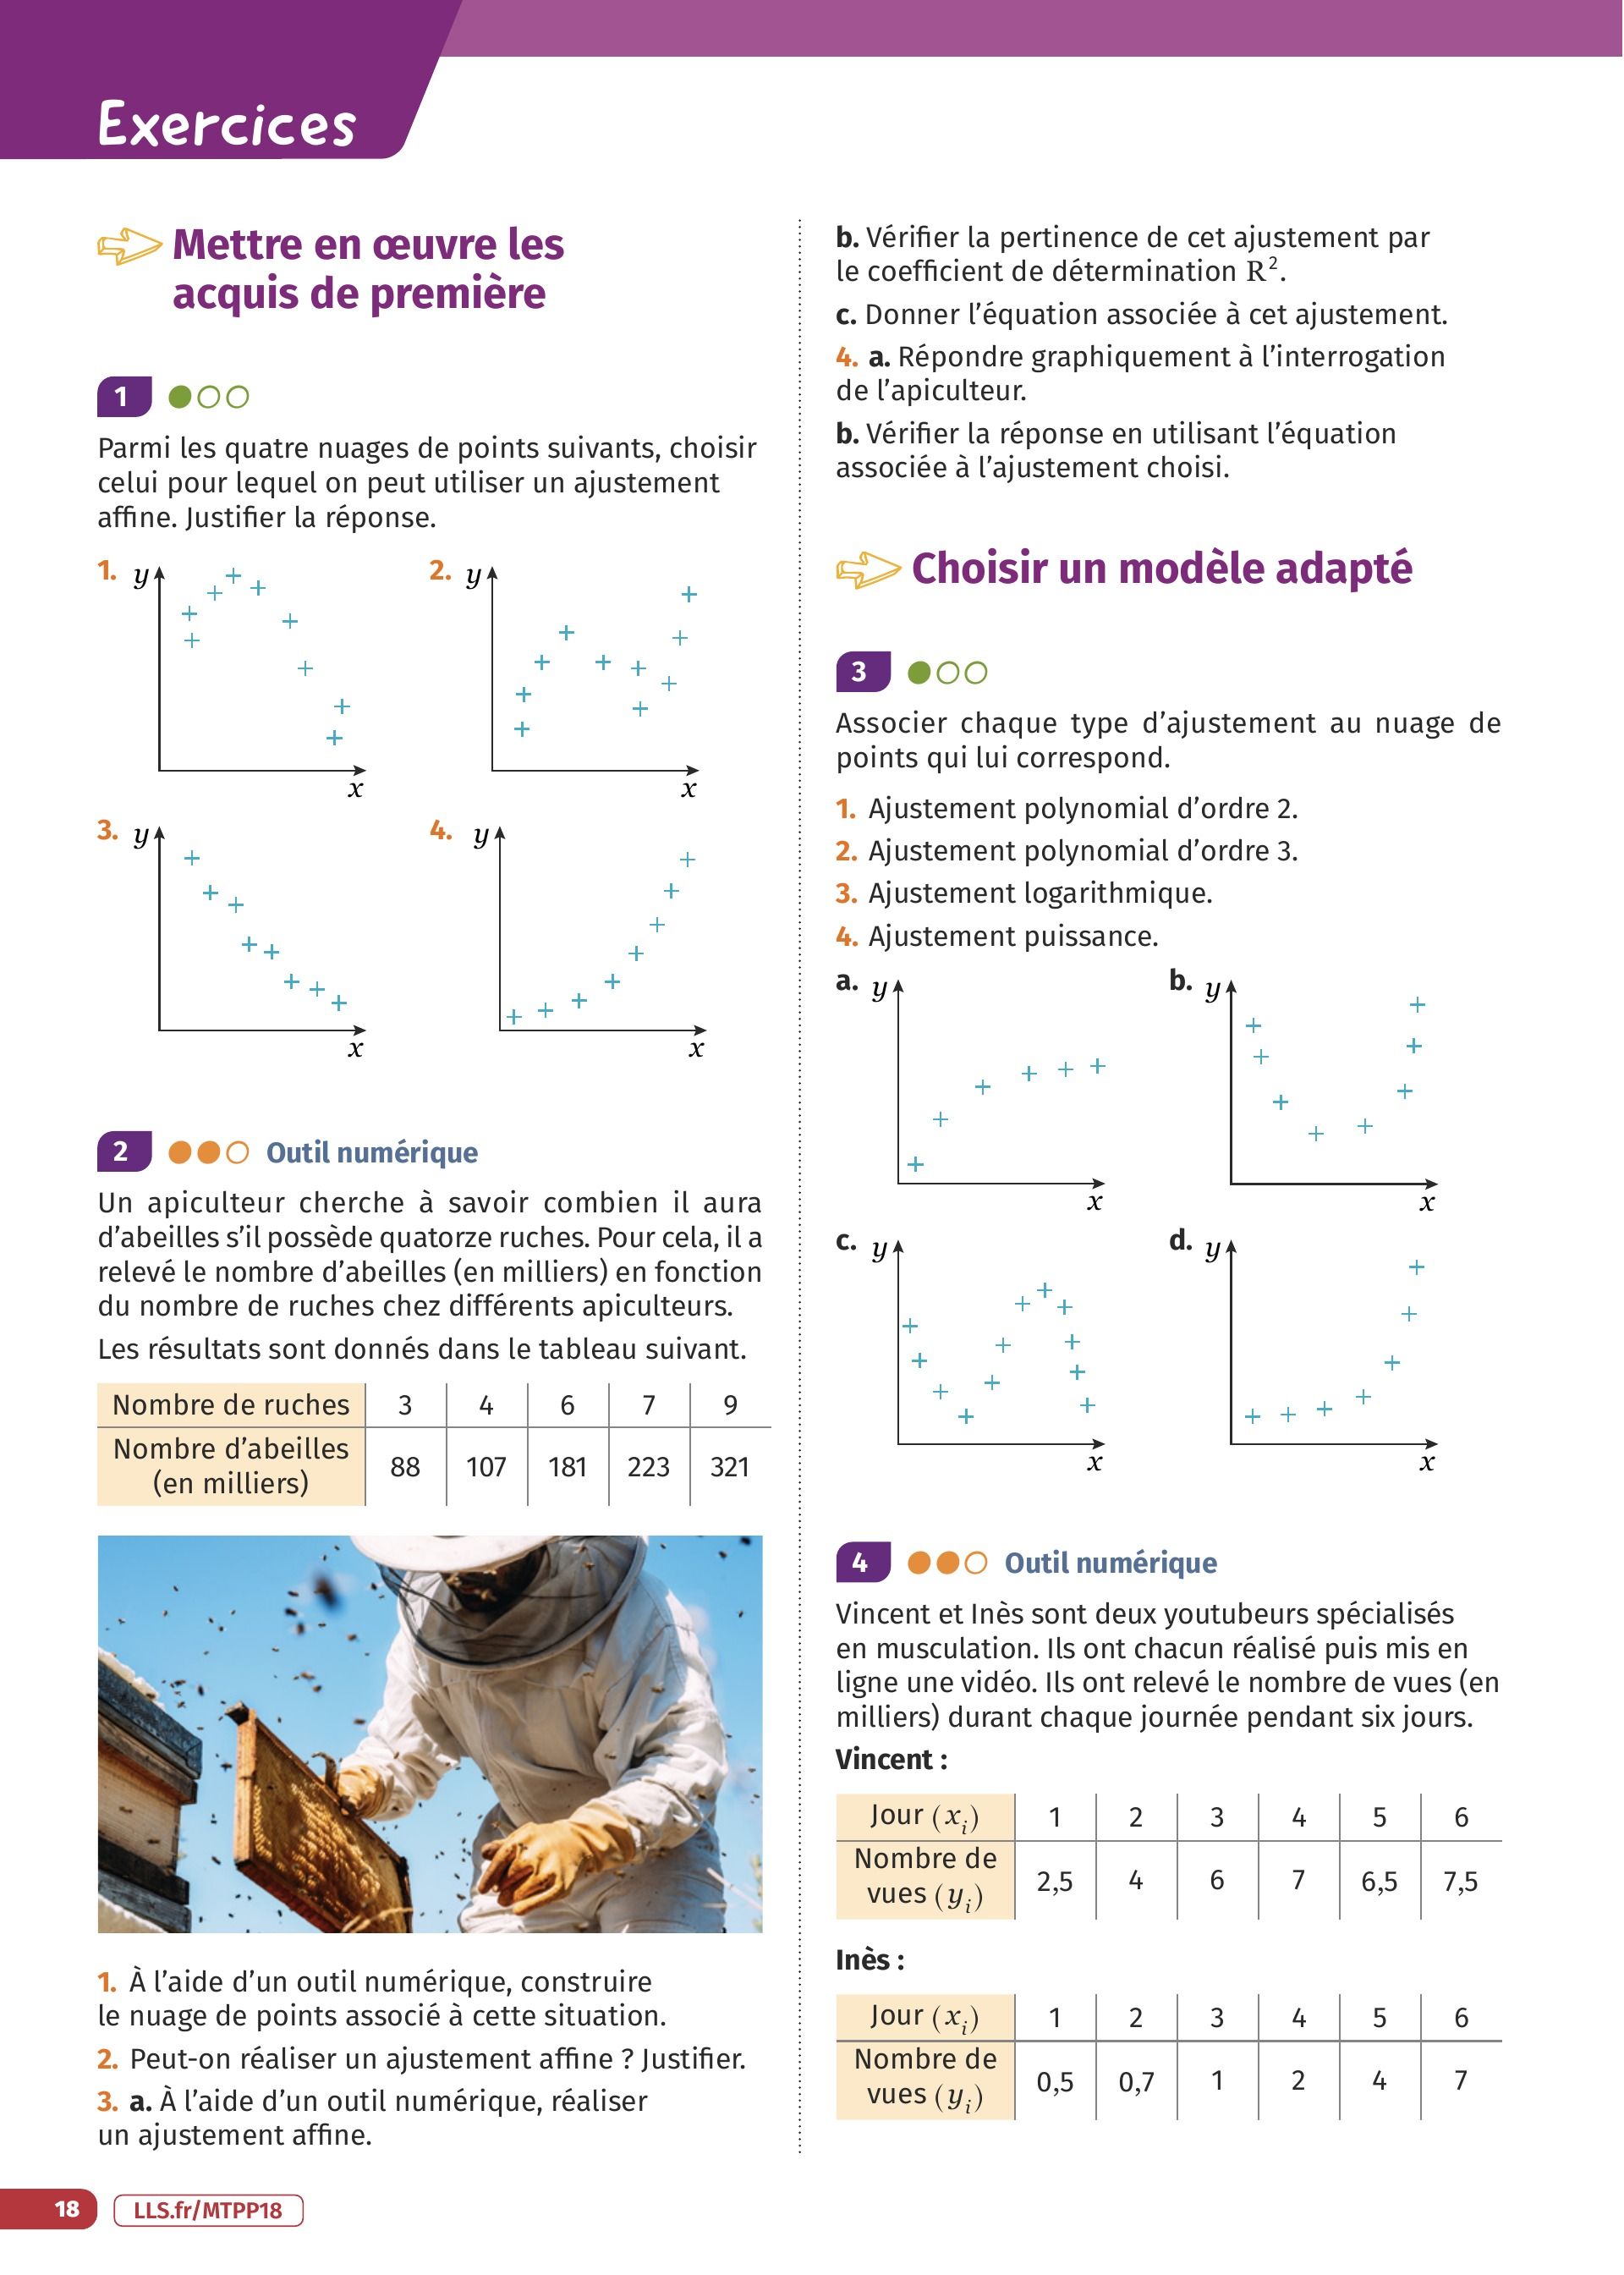 Exercices
Mettre en œuvre les
acquis de première
1
Parmi les quatre nuages de points suivants, choisir
celui pour lequel on peut utiliser un ajustement
affine. Justifier la réponse.
1. y x
2. y x
3. y x
4. y x
2 Outil numérique
Un apiculteur cherche à savoir combien il aura
d'abeilles s'il possède quatorze ruches. Pour cela, il a
relevé le nombre d'abeilles (en milliers) en fonction
du nombre de ruches chez différents apiculteurs.
Les résultats sont donnés dans le tableau suivant.
Nombre de ruches 3 4 6 7 9
Nombre d'abeilles
(en milliers) 88 107 181 223 321
1. À l'aide d'un outil numérique, construire
le nuage de points associé à cette situation.
2. Peut-on réaliser un ajustement affine ? Justifier.
3. a. À l'aide d'un outil numérique, réaliser
un ajustement affine.
b. Vérifier la pertinence de cet ajustement par
le coefficient de détermination R².
c. Donner l'équation associée à cet ajustement.
4. a. Répondre graphiquement à l'interrogation
de l'apiculteur.
b. Vérifier la réponse en utilisant l'équation
associée à l'ajustement choisi.
Choisir un modèle adapté
3
Associer chaque type d'ajustement au nuage de
points qui lui correspond.
1. Ajustement polynomial d'ordre 2.
2. Ajustement polynomial d'ordre 3.
3. Ajustement logarithmique.
4. Ajustement puissance.
a. y x
b. y x
c. y x
d. y x
4 Outil numérique
Vincent et Inès sont deux youtubeurs spécialisés
en musculation. Ils ont chacun réalisé puis mis en
ligne une vidéo. Ils ont relevé le nombre de vues (en
milliers) durant chaque journée pendant six jours.
Vincent :
Jour (xᵢ) 1 2 3 4 5 6
Nombre de
vues (yᵢ) 2,5 4 6 7 6,5 7,5
Inès :
Jour (xᵢ) 1 2 3 4 5 6
Nombre de
vues (yᵢ) 0,5 0,7 1 2 4 7
18 LLS.fr/MTPP18